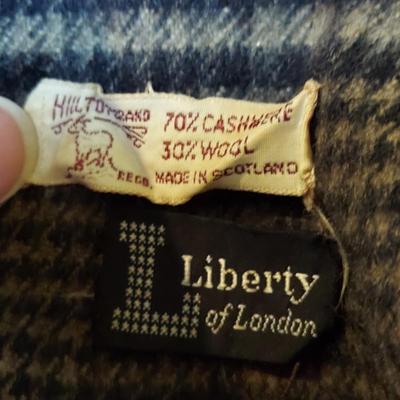 HILLTOP BRAND
70% CASHMERE
30% WOOL
REGD. MADE IN SCOTLAND
L
Liberty
of London